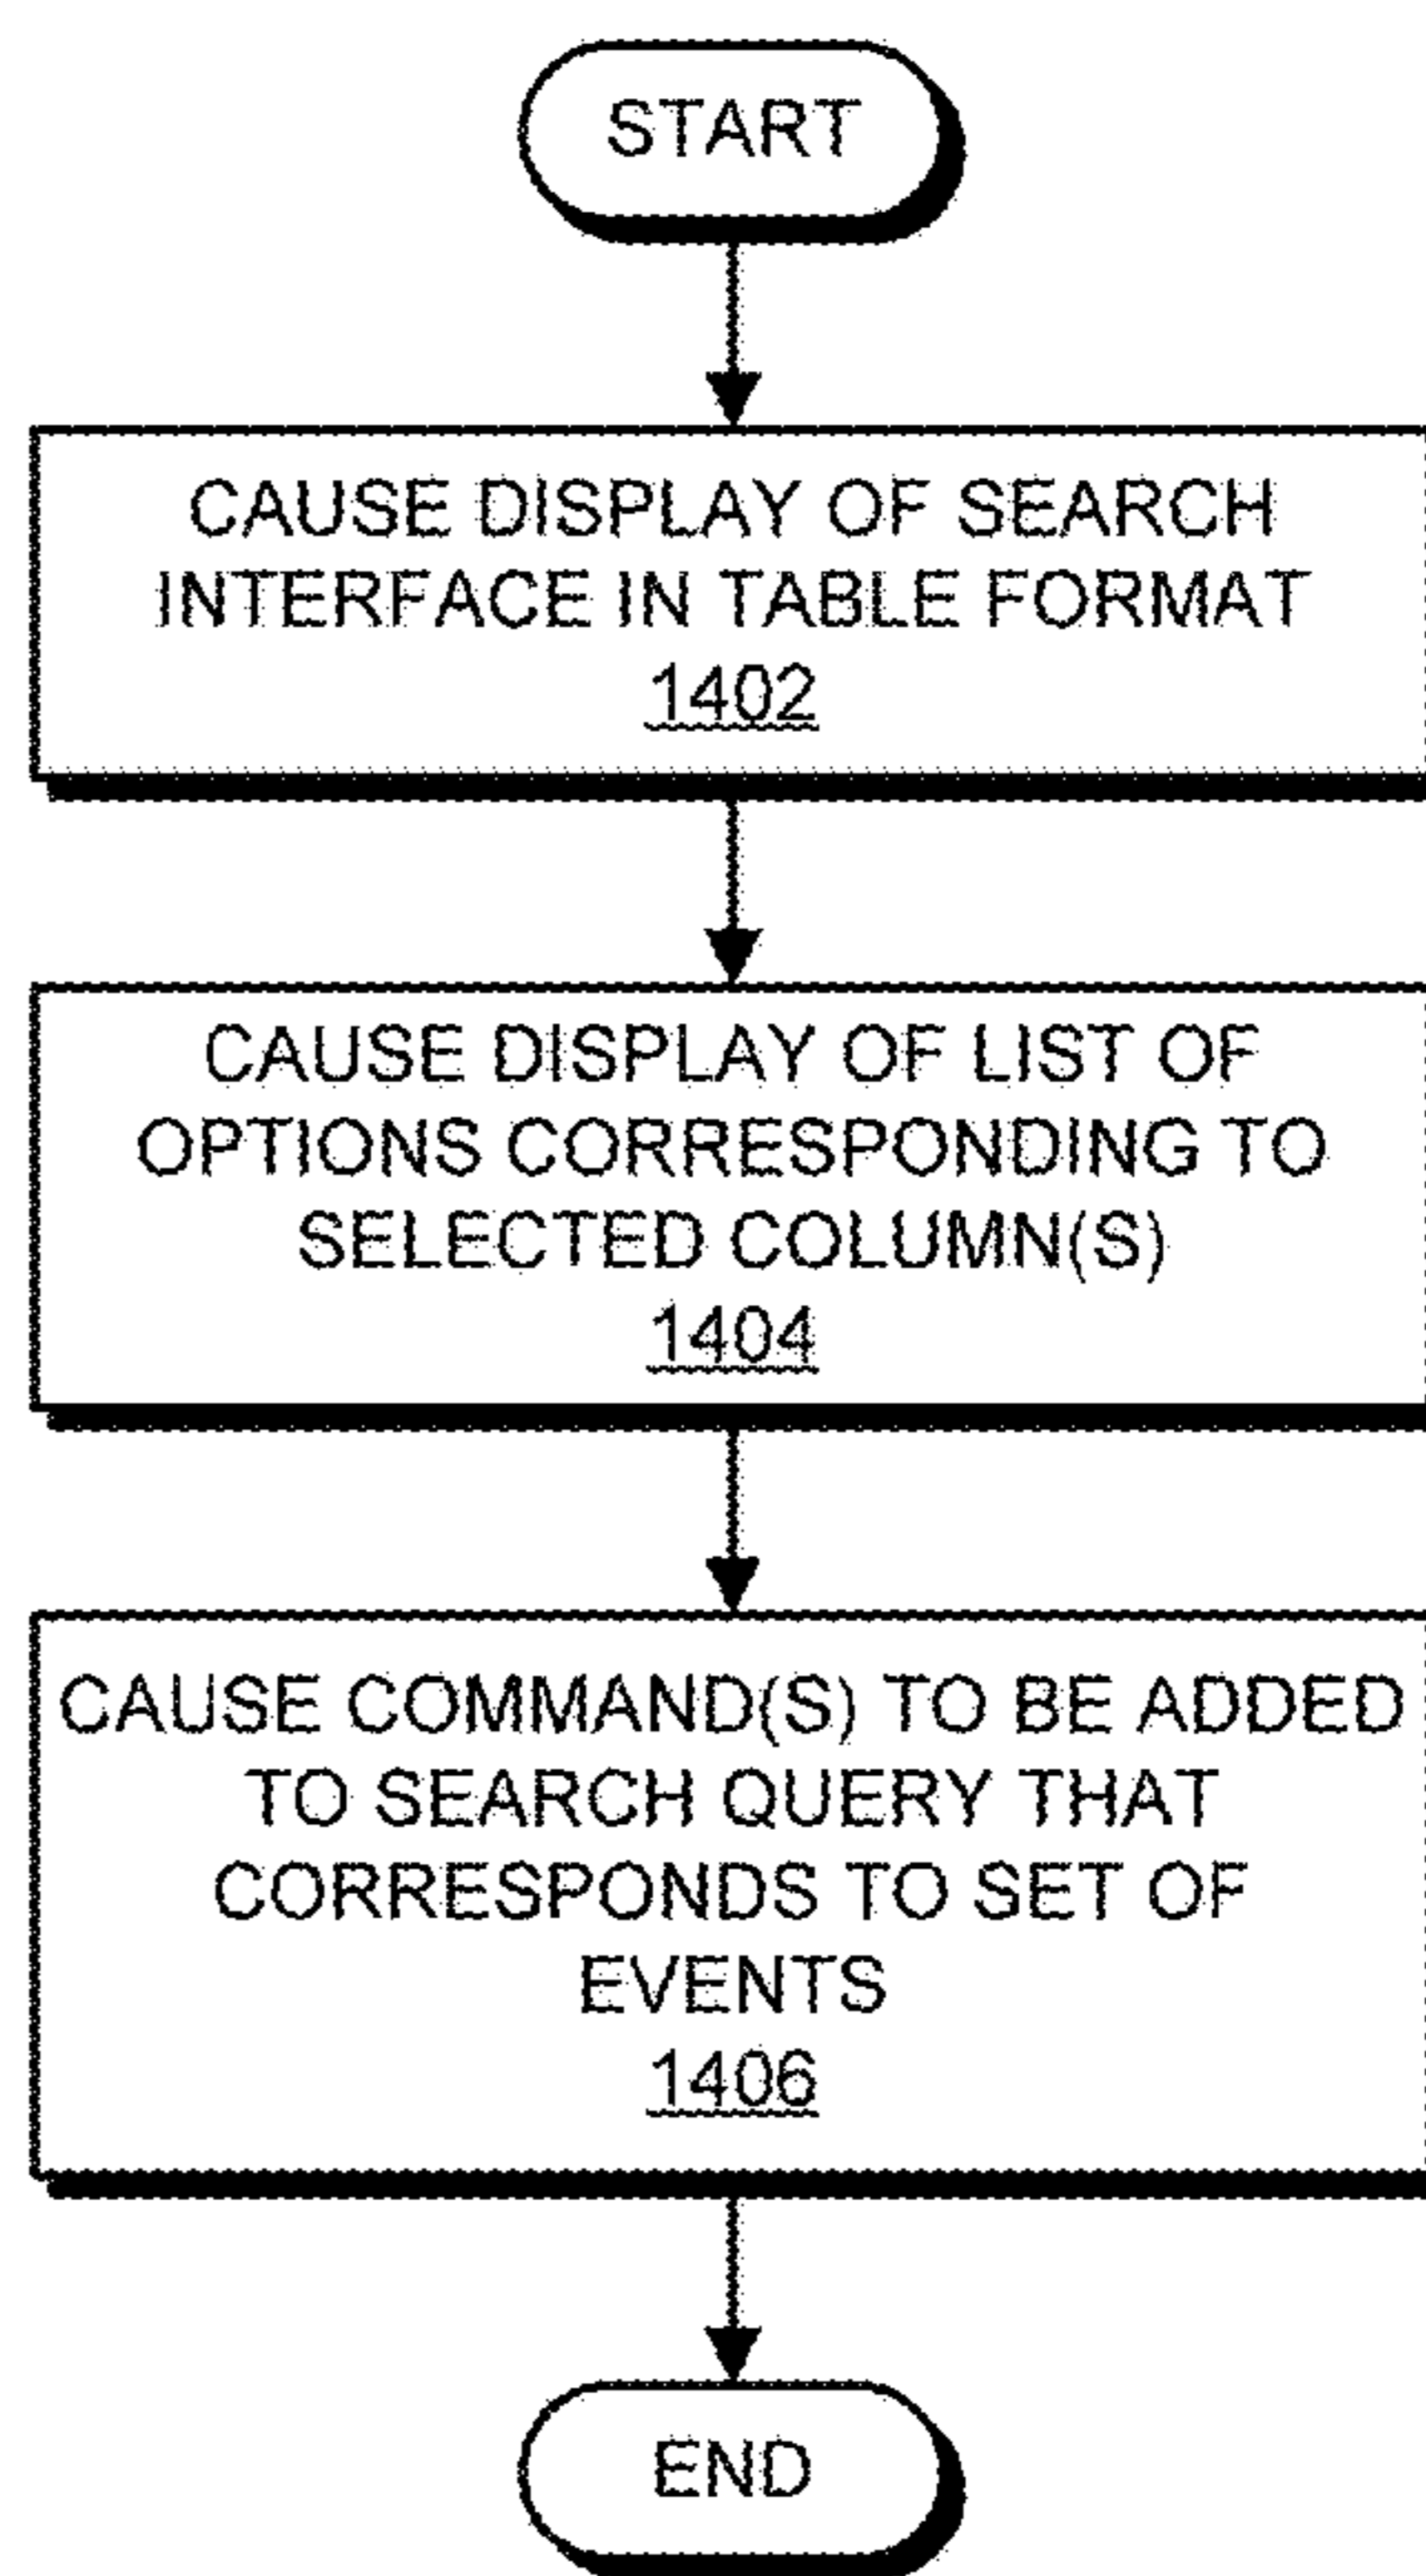 START
CAUSE DISPLAY OF SEARCH
INTERFACE IN TABLE FORMAT
1402
CAUSE DISPLAY OF LIST OF
OPTIONS CORRESPONDING TO
SELECTED COLUMN(S)
1404
CAUSE COMMAND(S) TO BE ADDED
TO SEARCH QUERY THAT
CORRESPONDS TO SET OF
EVENTS
1406
END